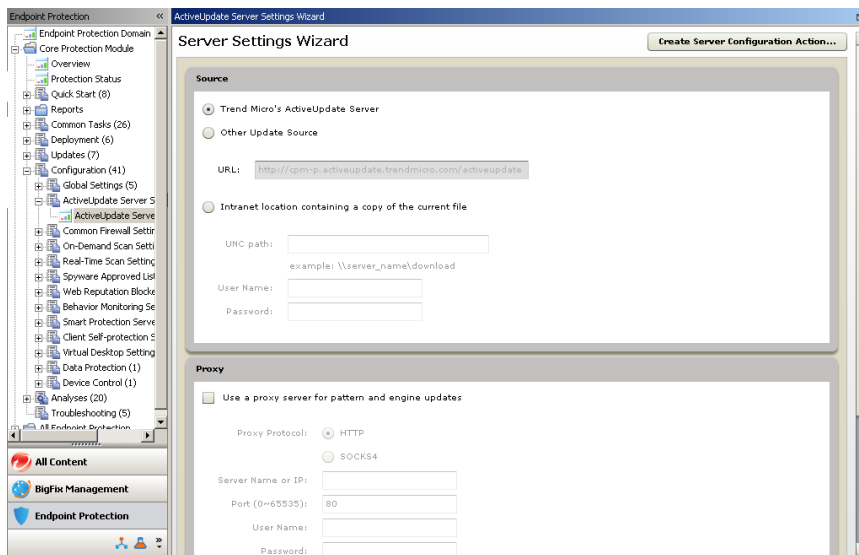 Endpoint Protection
«
ActiveUpdate Server Settings Wizard
Endpoint Protection Domain
Core Protection Module
Overview
Protection Status
Quick Start (8)
Reports
Common Tasks (26)
Deployment (6)
Updates (7)
Configuration (41)
Global Settings (5)
ActiveUpdate Server S
ActiveUpdate Serve
Common Firewall Settir
On-Demand Scan Setti
Real-Time Scan Setting
Spyware Approved List
Web Reputation Blocke
Behavior Monitoring Se
Smart Protection Serve
Client Self-protection S
Virtual Desktop Setting
Data Protection (1)
Device Control (1)
Analyses (20)
Troubleshooting (5)
All Endpoint Protection
All Content
BigFix Management
Endpoint Protection
Server Settings Wizard
Create Server Configuration Action...
Source
Trend Micro's ActiveUpdate Server
Other Update Source
URL: http://cpm-p.activeupdate.trendmicro.com/activeupdate
Intranet location containing a copy of the current file
UNC path:
example: \\server_name\download
User Name:
Password:
Proxy
Use a proxy server for pattern and engine updates
Proxy Protocol: HTTP
SOCKS4
Server Name or IP:
Port (0~65535): 80
User Name:
Password: